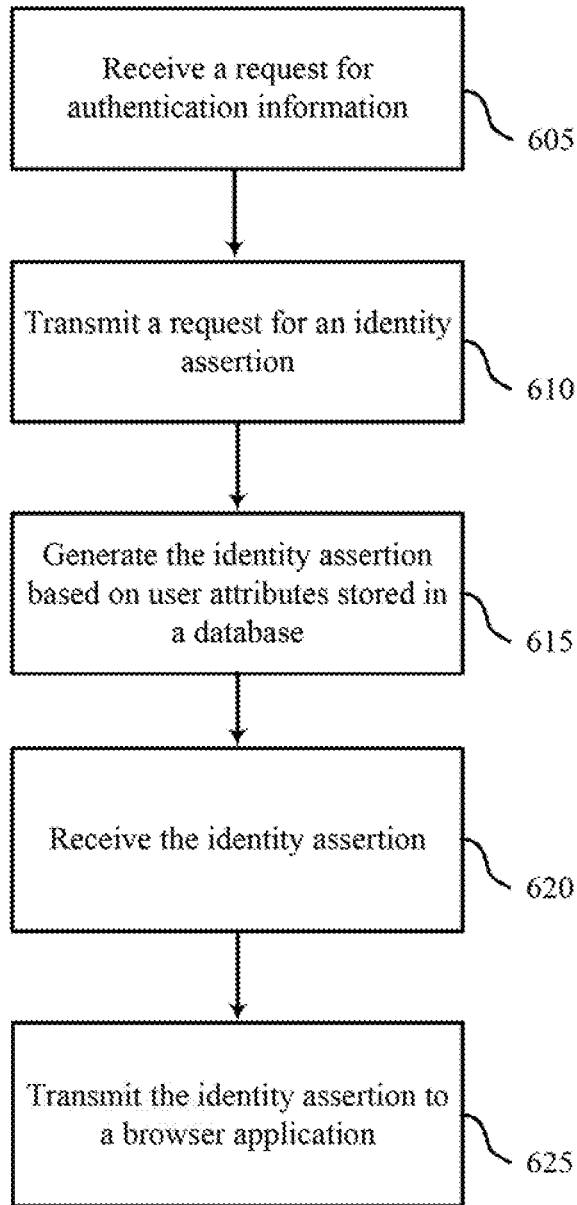 Receive a request for
authentication information
605
Transmit a request for an identity
assertion
610
Generate the identity assertion
based on user attributes stored in
a database
615
Receive the identity assertion
620
Transmit the identity assertion to
a browser application
625